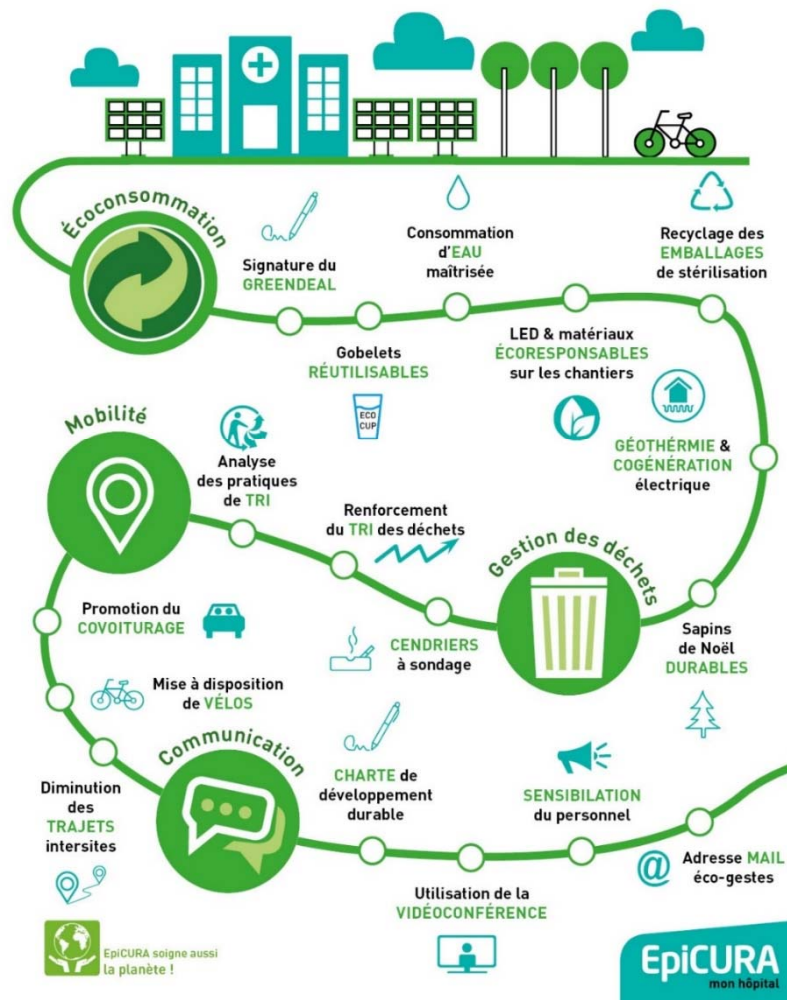 Écoconsommation
Signature du
GREENDEAL
Gobelets
RÉUTILISABLES
ECO
CUP
Consommation
d'EAU
maîtrisée
LED & matériaux
ÉCORESPONSABLES
sur les chantiers
Recyclage des
EMBALLAGES
de stérilisation
GÉOTHÉRMIE &
COGÉNÉRATION
électrique
Sapins
de Noël
DURABLES
Gestion des déchets
CENDRIERS
à sondage
Renforcement
du TRI des déchets
Analyse
des pratiques
de TRI
Mobilité
Promotion du
COVOITURAGE
Mise à disposition
de VÉLOS
Diminution
des
TRAJETS
intersites
Communication
CHARTE de
développement
durable
Utilisation de la
VIDÉOCONFÉRENCE
SENSIBILATION
du personnel
@ Adresse MAIL
éco-gestes
EpiCURA soigne aussi
la planète !
EpiCURA
mon hôpital